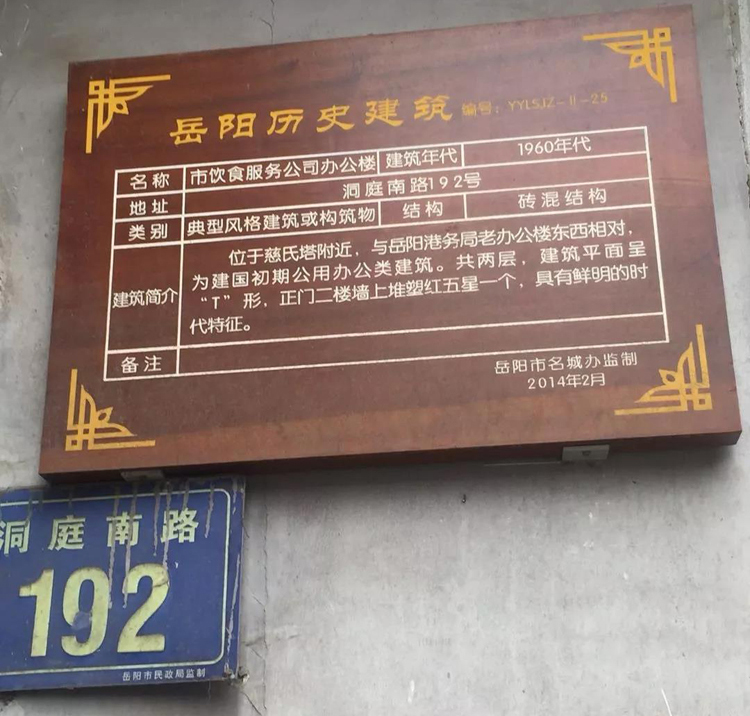 岳阳历史建筑 编号：YYLSJZ-II-25
名称 市饮食服务公司办公楼 建筑年代 1960年代
地址 洞庭南路192号
类别 典型风格建筑或构筑物 结构 砖混结构
建筑简介 位于慈氏塔附近，与岳阳港务局老办公楼东西相对，
为建国初期公用办公类建筑。共两层，建筑平面呈
“T”形，正门二楼墙上堆塑红五星一个，具有鲜明的时
代特征。
备注
岳阳市名城办监制
2014年2月
洞庭南路
192
岳阳市民政局监制